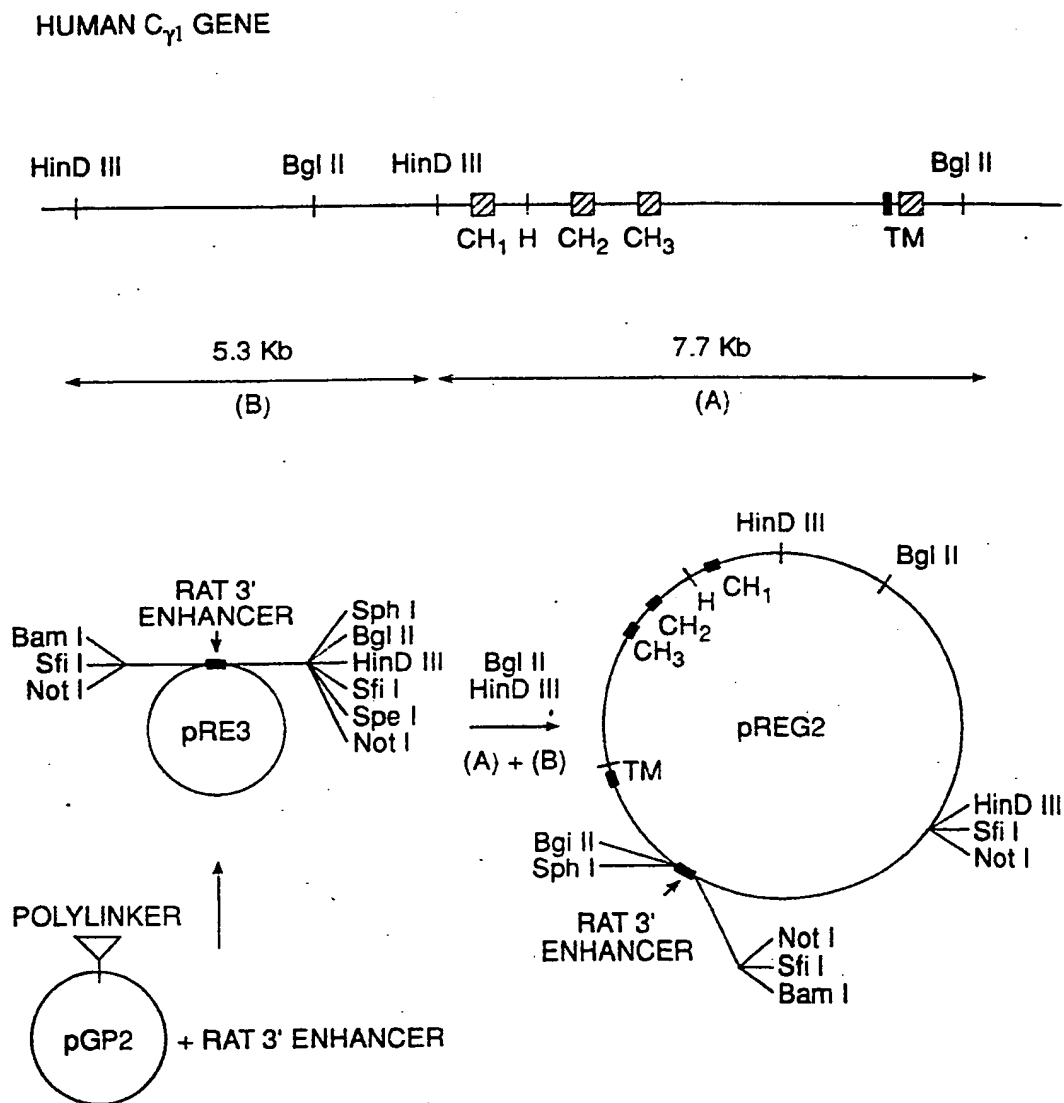 HUMAN Cγ1 GENE
HinD III
Bgl II
HinD III
Bgl II
CH1
H
CH2
CH3
TM
5.3 Kb
(B)
7.7 Kb
(A)
RAT 3'
ENHANCER
Bam I
Sfi I
Not I
Sph I
Bgl II
HinD III
Sfi I
Spe I
Not I
pRE3
Bgl II
HinD III
(A) + (B)
HinD III
Bgl II
CH1
H
CH2
CH3
pREG2
TM
Bgi II
Sph I
HinD III
Sfi I
Not I
RAT 3'
ENHANCER
Not I
Sfi I
Bam I
POLYLINKER
pGP2
+ RAT 3' ENHANCER